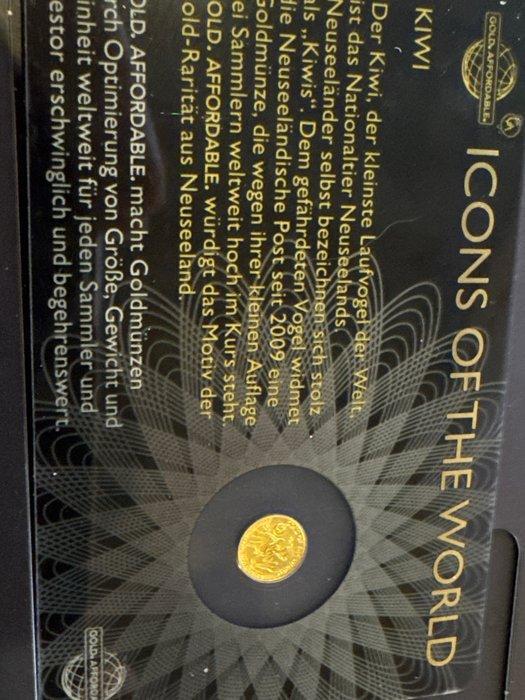 GOLD. AFFORDABLE.
ICONS OF THE WORLD
KIWI
Der Kiwi, der kleinste Laufvogel der Welt,
ist das Nationaltier Neuseelands.
Neuseeländer selbst bezeichnen sich stolz
als „Kiwis“. Dem gefährdeten Vogel widmet
die Neuseeländische Post seit 2009 eine
Goldmünze, die wegen ihrer kleinen Auflage
ei Sammlern weltweit hoch im Kurs steht.
OLD. AFFORDABLE. würdigt das Motiv der
old-Rarität aus Neuseeland.
OLD. AFFORDABLE. macht Goldmünzen
rch Optimierung von Größe, Gewicht und
inheit weltweit für jeden Sammler und
estor erschwinglich und begehrenswert.
GOLD. AFFORDABLE.